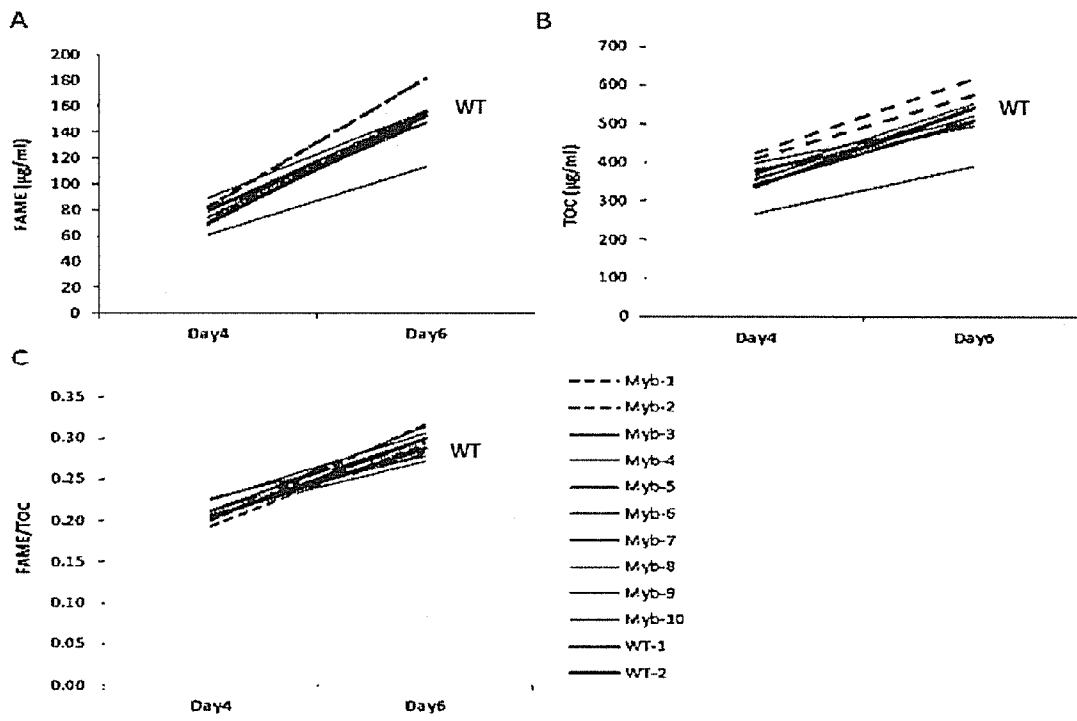 A
FAME (µg/ml)
200
180
160
140
120
100
80
60
40
20
0
WT
Day4
Day6
B
TOC (µg/ml)
700
600
500
400
300
200
100
0
WT
Day4
Day6
C
FAME/TOC
0.35
0.30
0.25
0.20
0.15
0.10
0.05
0.00
WT
Day4
Day6
Myb-1
Myb-2
Myb-3
Myb-4
Myb-5
Myb-6
Myb-7
Myb-8
Myb-9
Myb-10
WT-1
WT-2